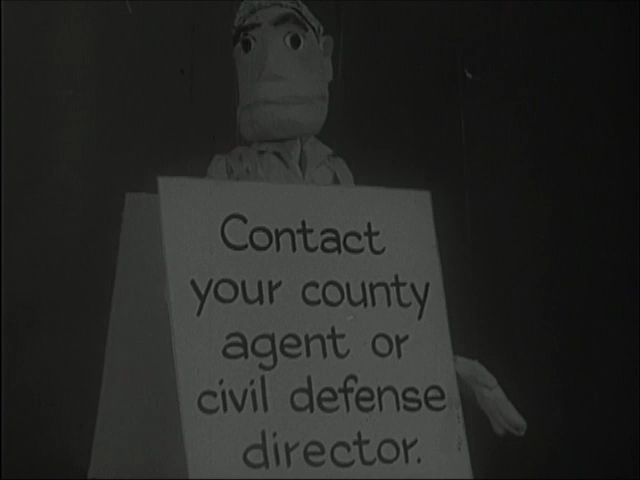 Contact
your county
agent or
civil defense
director.